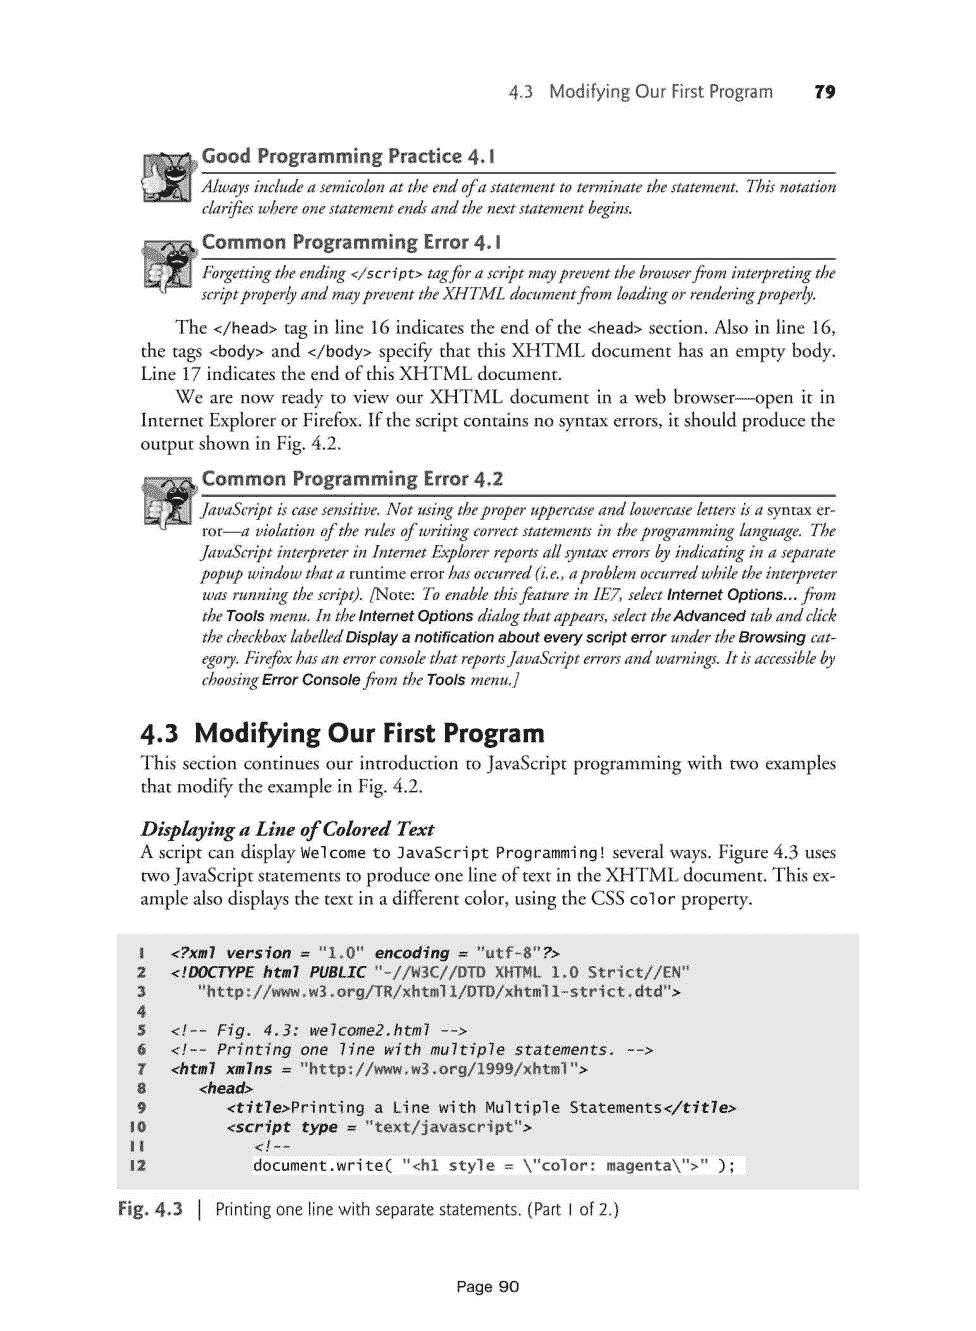 4.3 Modifying Our First Program 79
Good Programming Practice 4.1
Always include a semicolon at the end of a statement to terminate the statement. This notation
clarifies where one statement ends and the next statement begins.
Common Programming Error 4.1
Forgetting the ending </script> tag for a script may prevent the browser from interpreting the
script properly and may prevent the XHTML document from loading or rendering properly.
The </head> tag in line 16 indicates the end of the <head> section. Also in line 16,
the tags <body> and </body> specify that this XHTML document has an empty body.
Line 17 indicates the end of this XHTML document.
We are now ready to view our XHTML document in a web browser—open it in
Internet Explorer or Firefox. If the script contains no syntax errors, it should produce the
output shown in Fig. 4.2.
Common Programming Error 4.2
JavaScript is case sensitive. Not using the proper uppercase and lowercase letters is a syntax er-
ror—a violation of the rules of writing correct statements in the programming language. The
JavaScript interpreter in Internet Explorer reports all syntax errors by indicating in a separate
popup window that a runtime error has occurred (i.e., a problem occurred while the interpreter
was running the script). [Note: To enable this feature in IE7, select Internet Options... from
the Tools menu. In the Internet Options dialog that appears, select the Advanced tab and click
the checkbox labelled Display a notification about every script error under the Browsing cat-
egory. Firefox has an error console that reports JavaScript errors and warnings. It is accessible by
choosing Error Console from the Tools menu.]
4.3 Modifying Our First Program
This section continues our introduction to JavaScript programming with two examples
that modify the example in Fig. 4.2.
Displaying a Line of Colored Text
A script can display Welcome to JavaScript Programming! several ways. Figure 4.3 uses
two JavaScript statements to produce one line of text in the XHTML document. This ex-
ample also displays the text in a different color, using the CSS color property.
1 <?xml version = "1.0" encoding = "utf-8"?>
2 <!DOCTYPE html PUBLIC "-//W3C//DTD XHTML 1.0 Strict//EN"
3 "http://www.w3.org/TR/xhtml1/DTD/xhtml1-strict.dtd">
4
5 <!-- Fig. 4.3: welcome2.html -->
6 <!-- Printing one line with multiple statements. -->
7 <html xmlns = "http://www.w3.org/1999/xhtml">
8 <head>
9 <title>Printing a Line with Multiple Statements</title>
10 <script type = "text/javascript">
11 <!--
12 document.write( "<h1 style = \"color: magenta\">" );
Fig. 4.3 | Printing one line with separate statements. (Part 1 of 2.)
Page 90